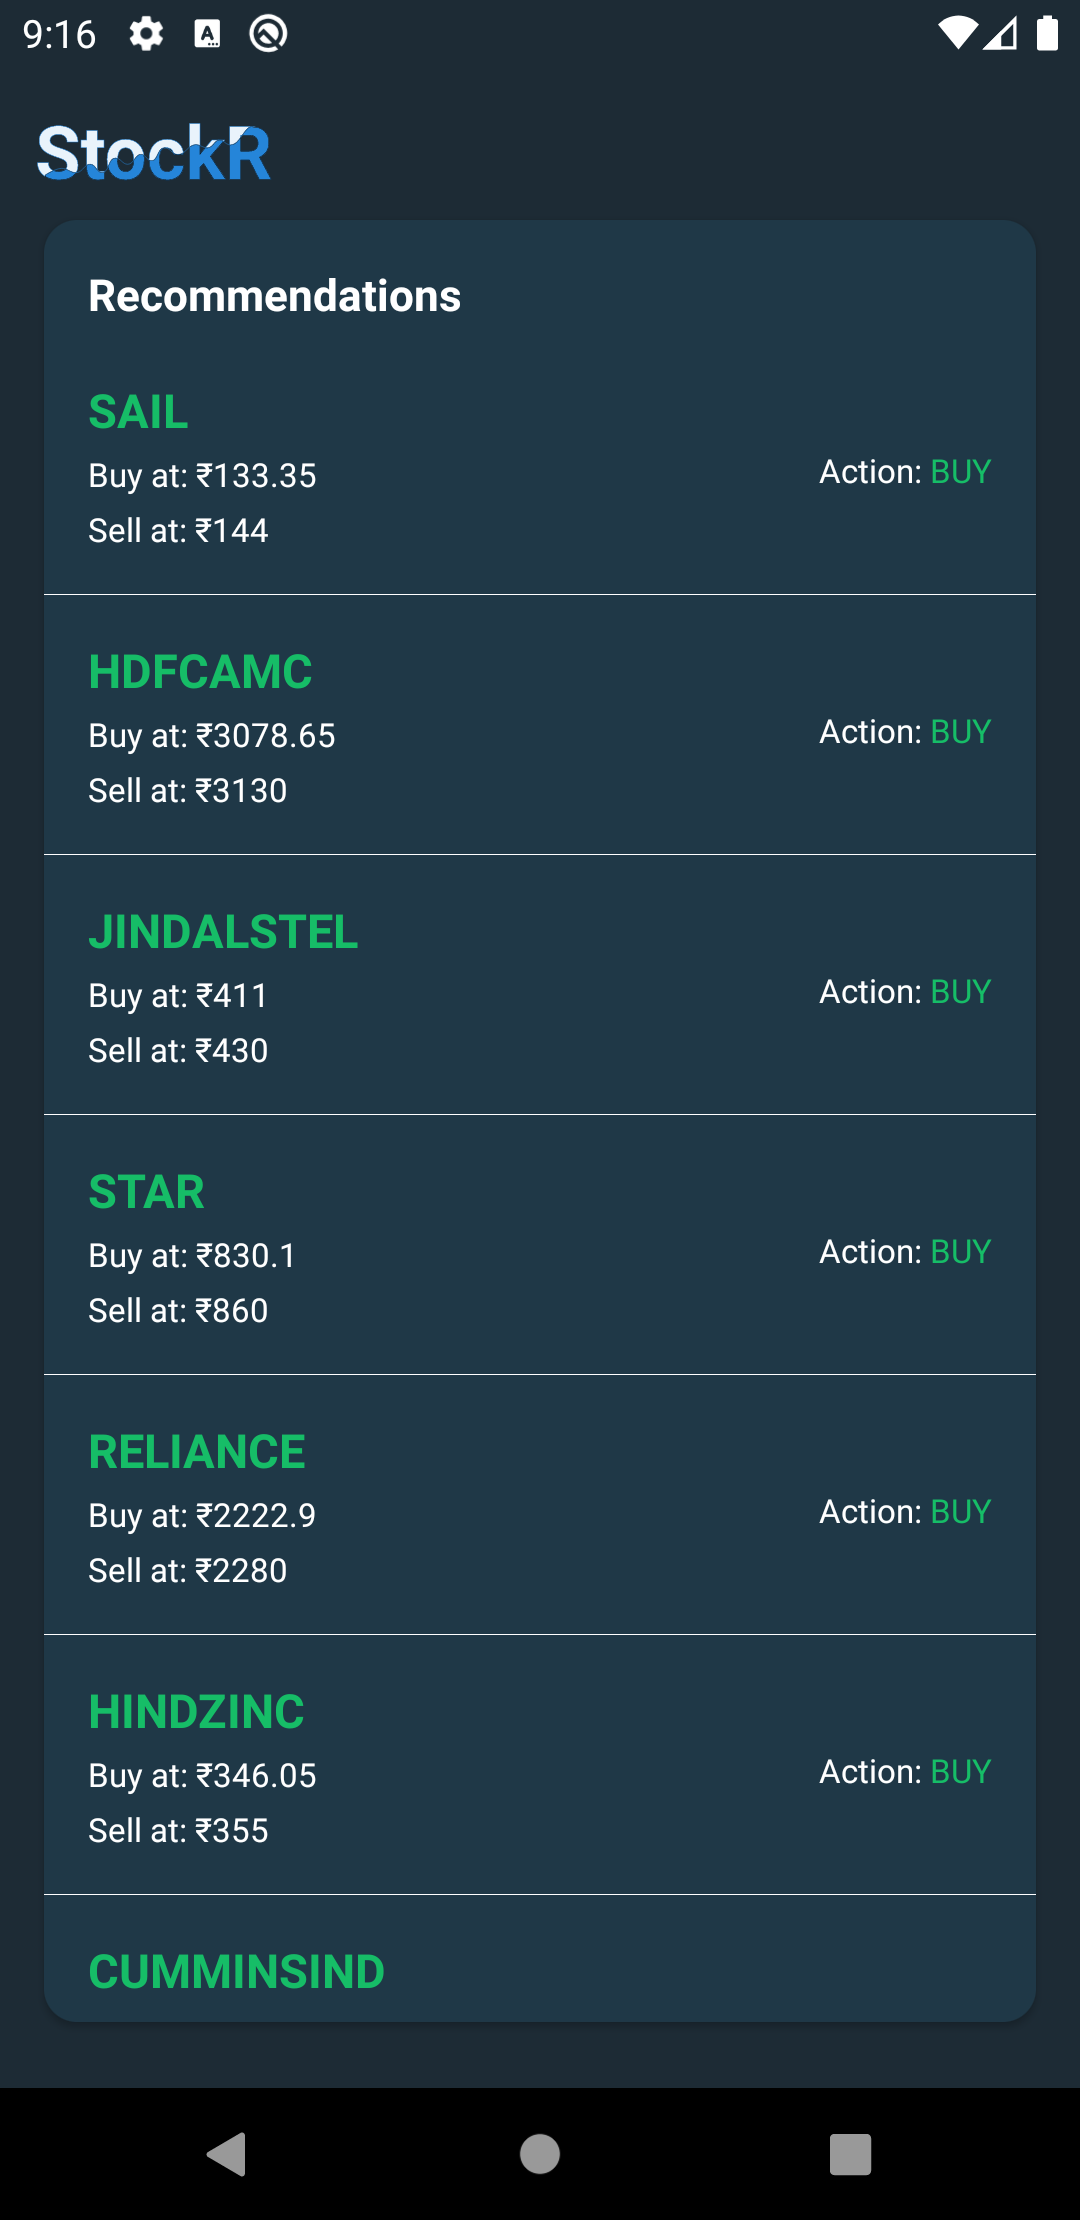 9:16
StockR
Recommendations
SAIL
Buy at: ₹133.35
Action: BUY
Sell at: ₹144
HDFCAMC
Buy at: ₹3078.65
Action: BUY
Sell at: ₹3130
JINDALSTEL
Buy at: ₹411
Action: BUY
Sell at: ₹430
STAR
Buy at: ₹830.1
Action: BUY
Sell at: ₹860
RELIANCE
Buy at: ₹2222.9
Action: BUY
Sell at: ₹2280
HINDZINC
Buy at: ₹346.05
Action: BUY
Sell at: ₹355
CUMMINSIND